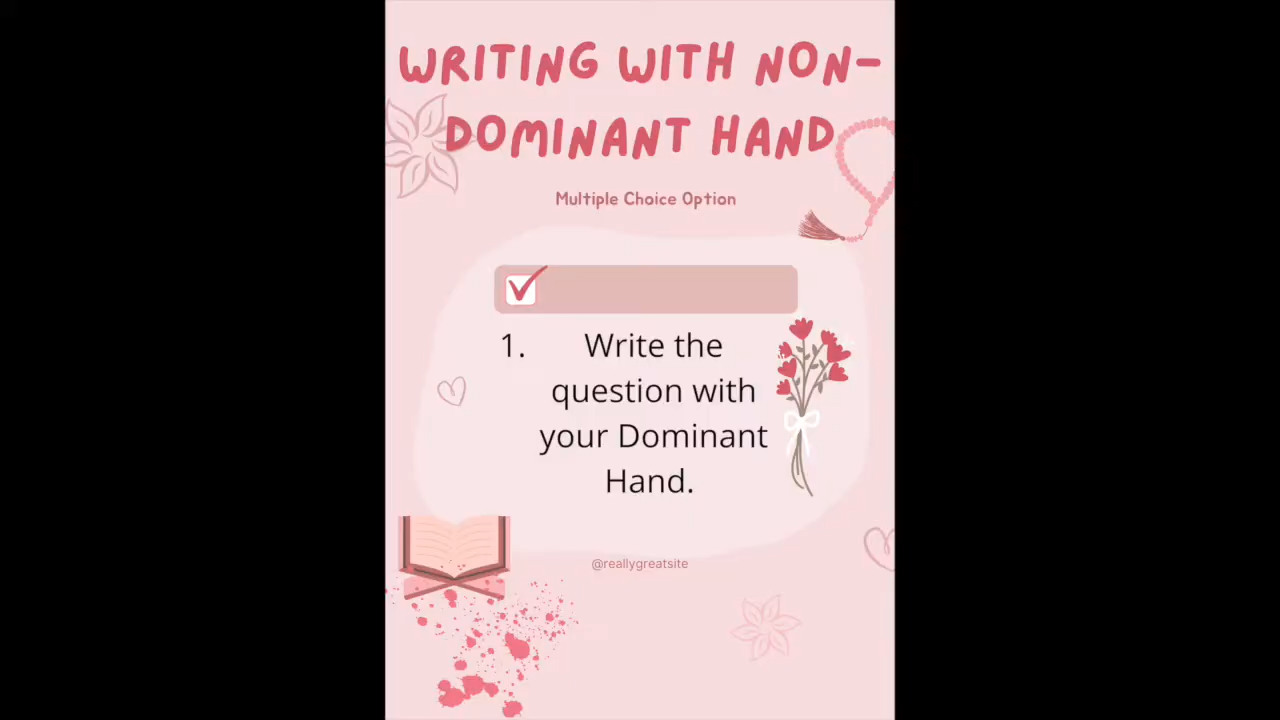 WRITING WITH NON-
DOMINANT HAND
Multiple Choice Option
1. Write the
question with
your Dominant
Hand.
@reallygreatsite